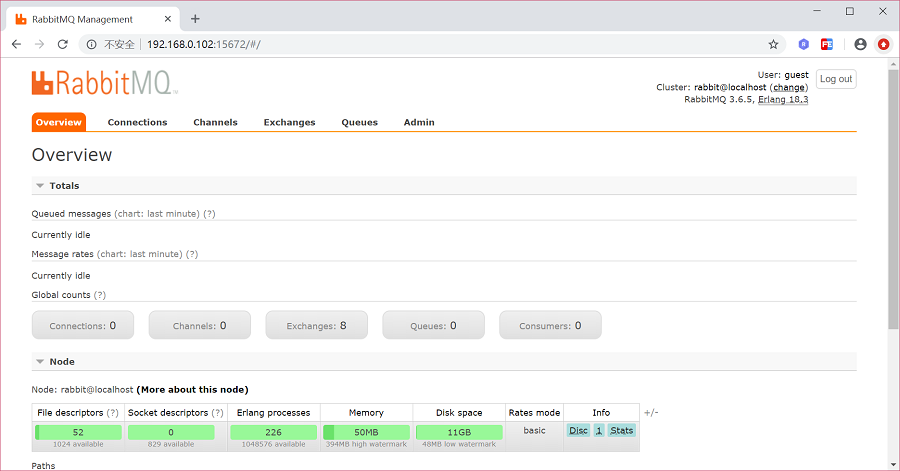 RabbitMQ Management
不安全 192.168.0.102:15672/#/
RabbitMQ
User: guest
Log out
Cluster: rabbit@localhost (change)
RabbitMQ 3.6.5, Erlang 18.3
Overview Connections Channels Exchanges Queues Admin
Overview
Totals
Queued messages (chart: last minute) (?)
Currently idle
Message rates (chart: last minute) (?)
Currently idle
Global counts (?)
Connections: 0 Channels: 0 Exchanges: 8 Queues: 0 Consumers: 0
Node
Node: rabbit@localhost (More about this node)
File descriptors (?) Socket descriptors (?) Erlang processes Memory Disk space Rates mode Info +/-
52 0 226 50MB 11GB basic Disc 1 Stats
1024 available 829 available 1048576 available 394MB high watermark 48MB low watermark
Paths